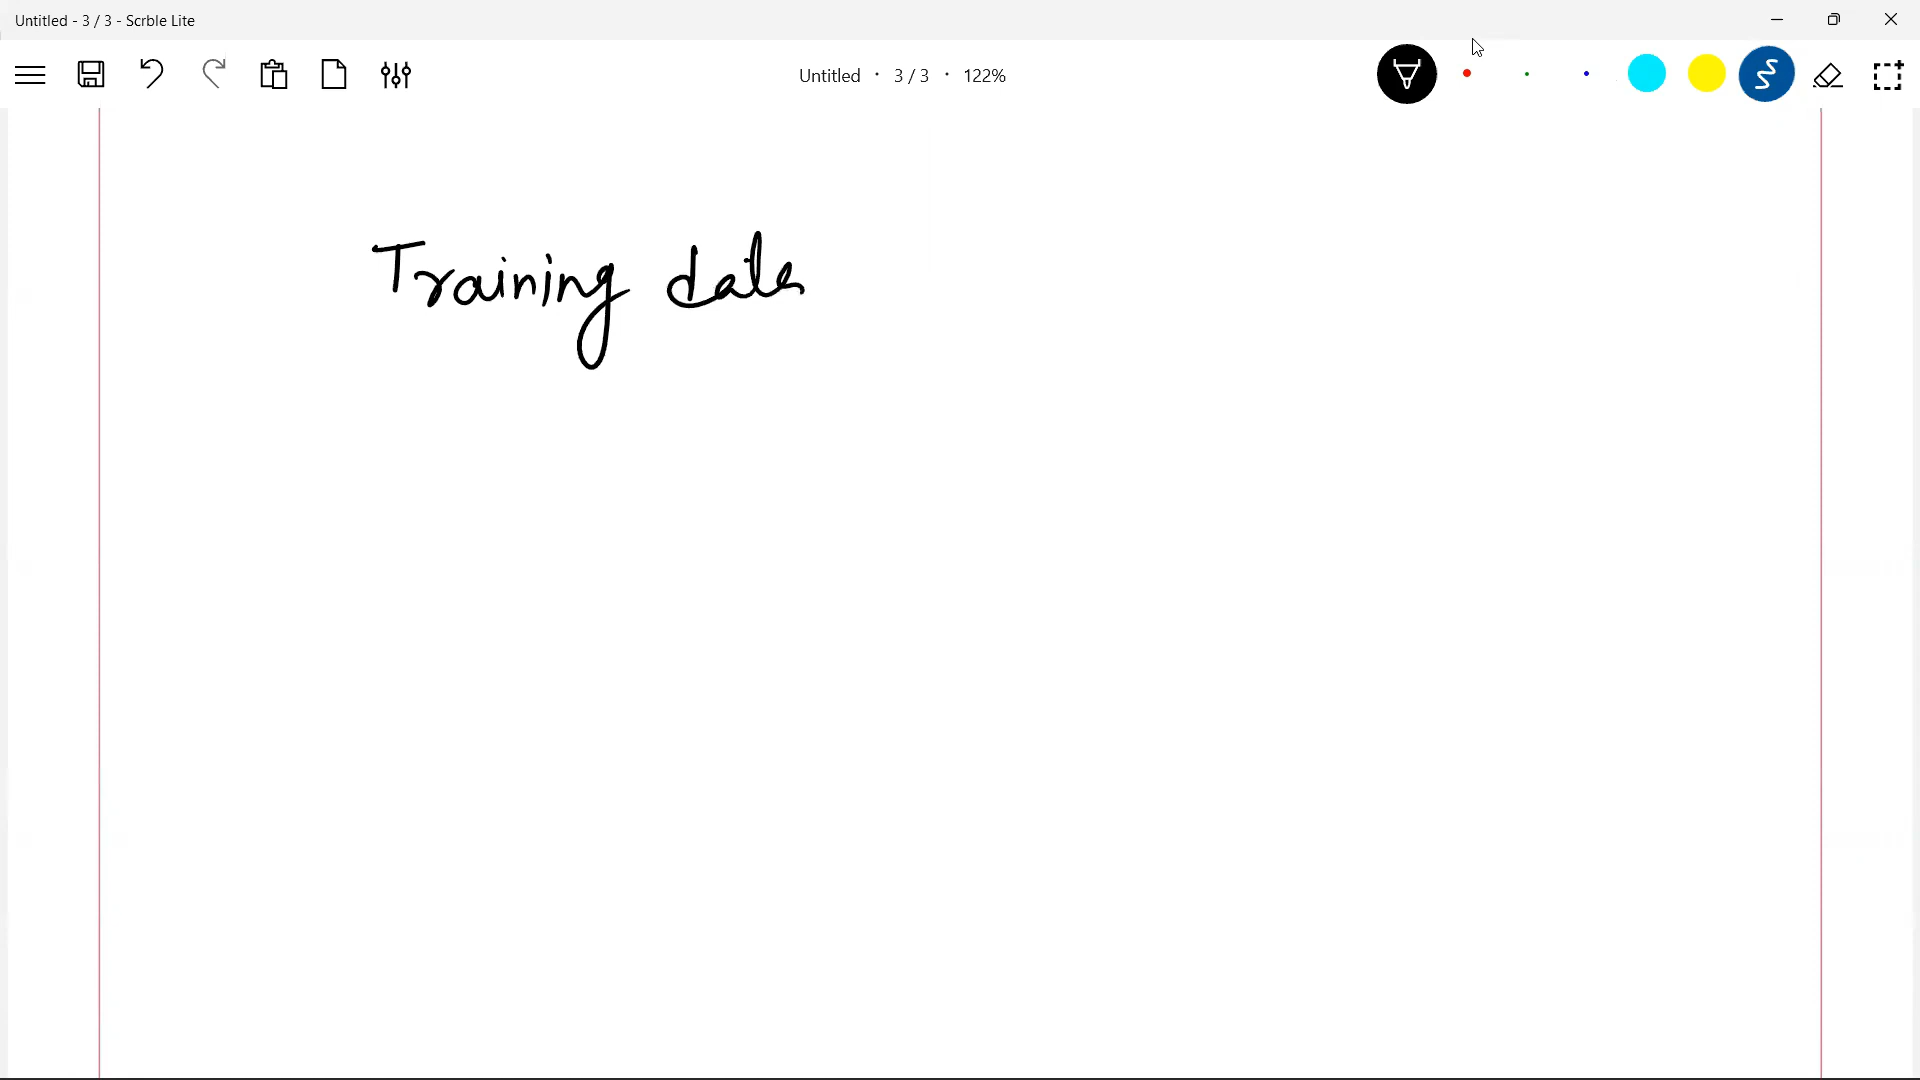 Untitled - 3 / 3 - Scrble Lite
Untitled · 3 / 3 · 122%
Training data